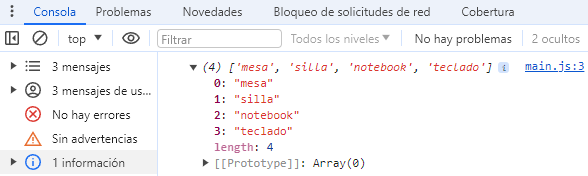 Consola Problemas Novedades Bloqueo de solicitudes de red Cobertura
top Filtrar Todos los niveles No hay problemas 2 ocultos
3 mensajes
3 mensajes de us...
No hay errores
Sin advertencias
1 información
(4) ['mesa', 'silla', 'notebook', 'teclado'] i main.js:3
0: "mesa"
1: "silla"
2: "notebook"
3: "teclado"
length: 4
[[Prototype]]: Array(0)